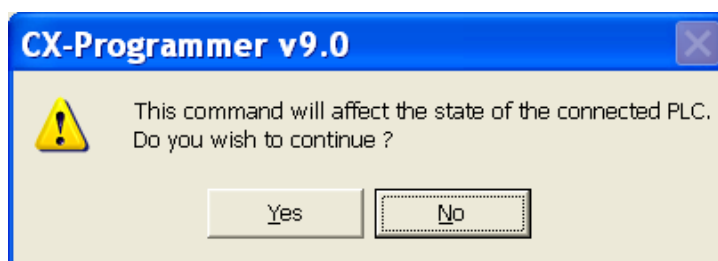 CX-Programmer v9.0
This command will affect the state of the connected PLC.
Do you wish to continue ?
Yes
No